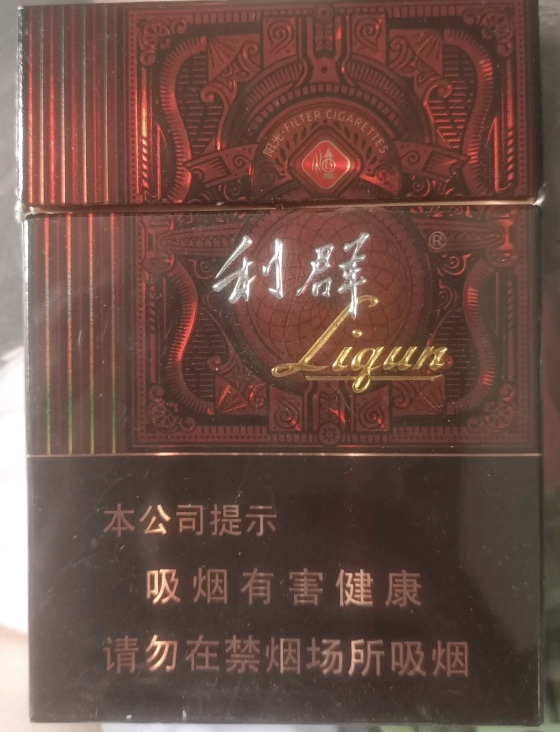 阳光·FILTER CIGARETTES
利群
®
Liqun
本公司提示
吸烟有害健康
请勿在禁烟场所吸烟